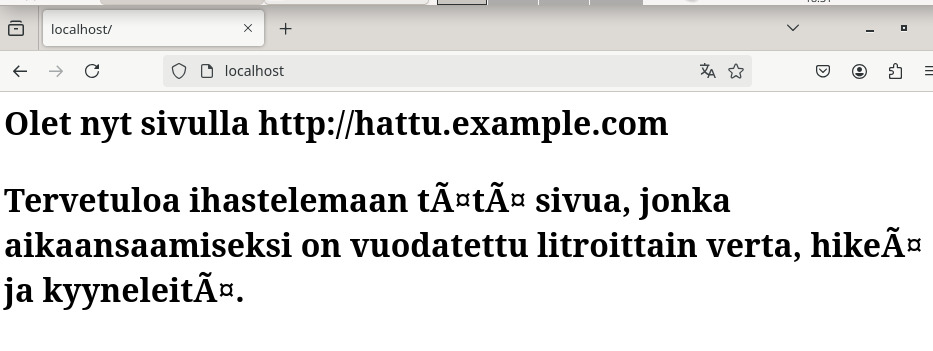 localhost/
localhost
Olet nyt sivulla http://hattu.example.com
Tervetuloa ihastelemaan tÃ¤tÃ¤ sivua, jonka
aikaansaamiseksi on vuodatettu litroittain verta, hikeÃ¤
ja kyyneleitÃ¤.